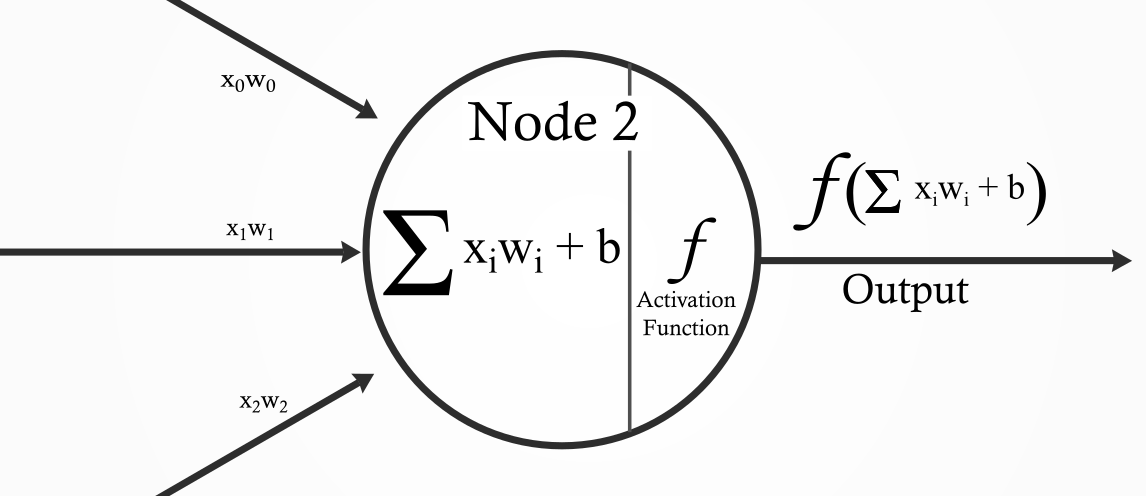 x₀w₀
Node 2
f(∑ xᵢwᵢ + b)
x₁w₁
∑ xᵢwᵢ + b
f
Activation
Function
Output
x₂w₂